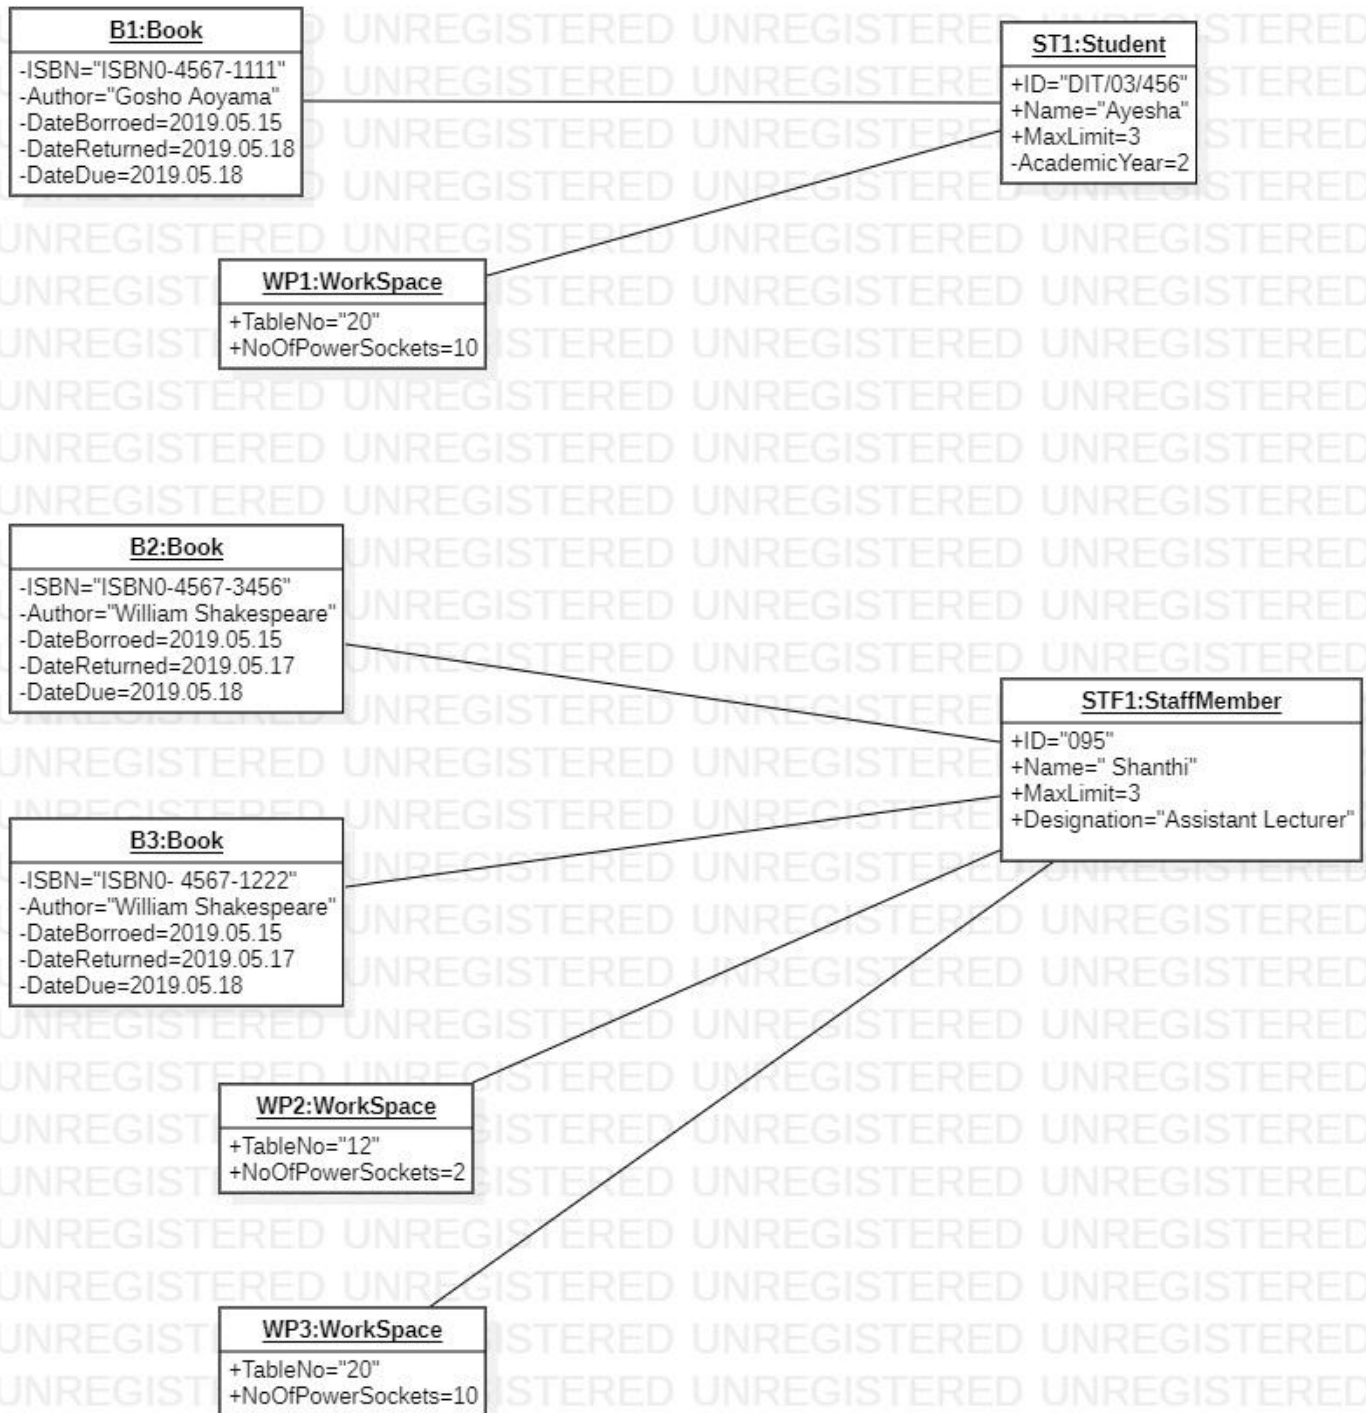 B1:Book
-ISBN="ISBN0-4567-1111"
-Author="Gosho Aoyama"
-DateBorroed=2019.05.15
-DateReturned=2019.05.18
-DateDue=2019.05.18
ST1:Student
+ID="DIT/03/456"
+Name="Ayesha"
+MaxLimit=3
-AcademicYear=2
WP1:WorkSpace
+TableNo="20"
+NoOfPowerSockets=10
B2:Book
-ISBN="ISBN0-4567-3456"
-Author="William Shakespeare"
-DateBorroed=2019.05.15
-DateReturned=2019.05.17
-DateDue=2019.05.18
STF1:StaffMember
+ID="095"
+Name=" Shanthi"
+MaxLimit=3
+Designation="Assistant Lecturer"
B3:Book
-ISBN="ISBN0- 4567-1222"
-Author="William Shakespeare"
-DateBorroed=2019.05.15
-DateReturned=2019.05.17
-DateDue=2019.05.18
WP2:WorkSpace
+TableNo="12"
+NoOfPowerSockets=2
WP3:WorkSpace
+TableNo="20"
+NoOfPowerSockets=10
UNREGISTERED